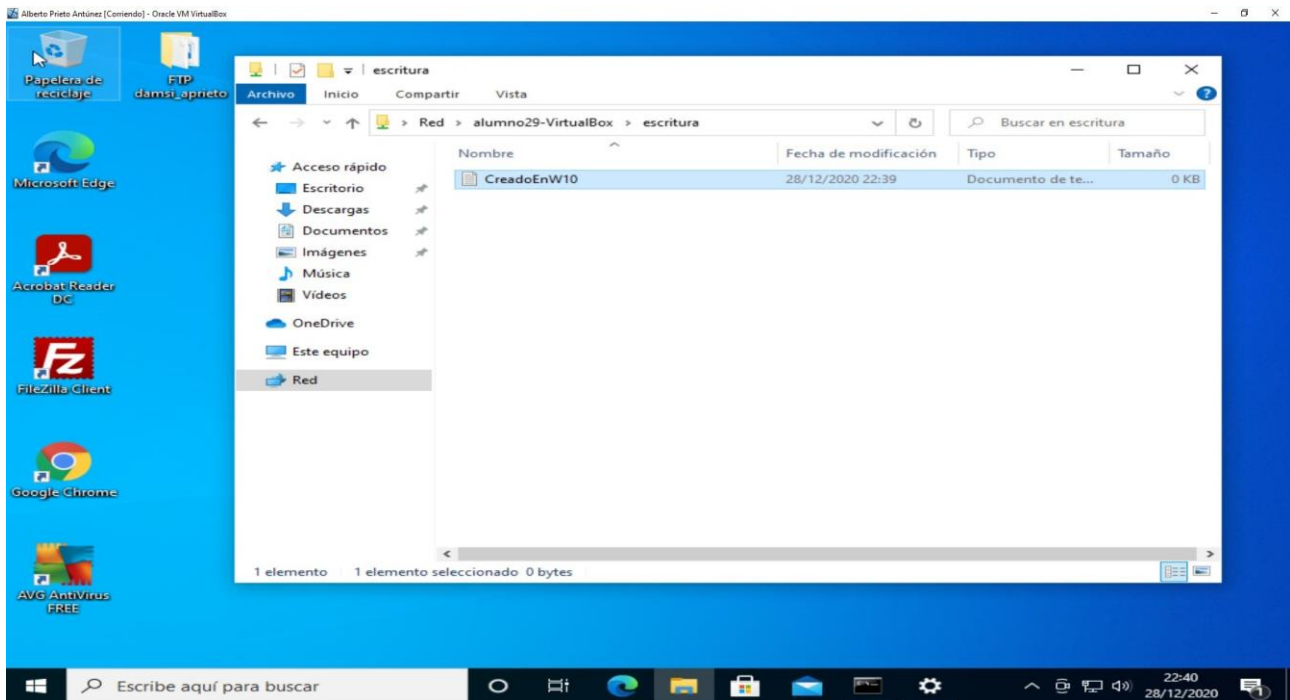 Alberto Prieto Antúnez [Corriendo] - Oracle VM VirtualBox
Papelera de
reciclaje
FTP
damsi_aprieto
Microsoft Edge
Acrobat Reader
DC
FileZilla Client
Google Chrome
AVG AntiVirus
FREE
escritura
Archivo Inicio Compartir Vista
Red > alumno29-VirtualBox > escritura
Buscar en escritura
Nombre Fecha de modificación Tipo Tamaño
CreadoEnW10 28/12/2020 22:39 Documento de te... 0 KB
Acceso rápido
Escritorio
Descargas
Documentos
Imágenes
Música
Vídeos
OneDrive
Este equipo
Red
1 elemento 1 elemento seleccionado 0 bytes
Escribe aquí para buscar
22:40
28/12/2020